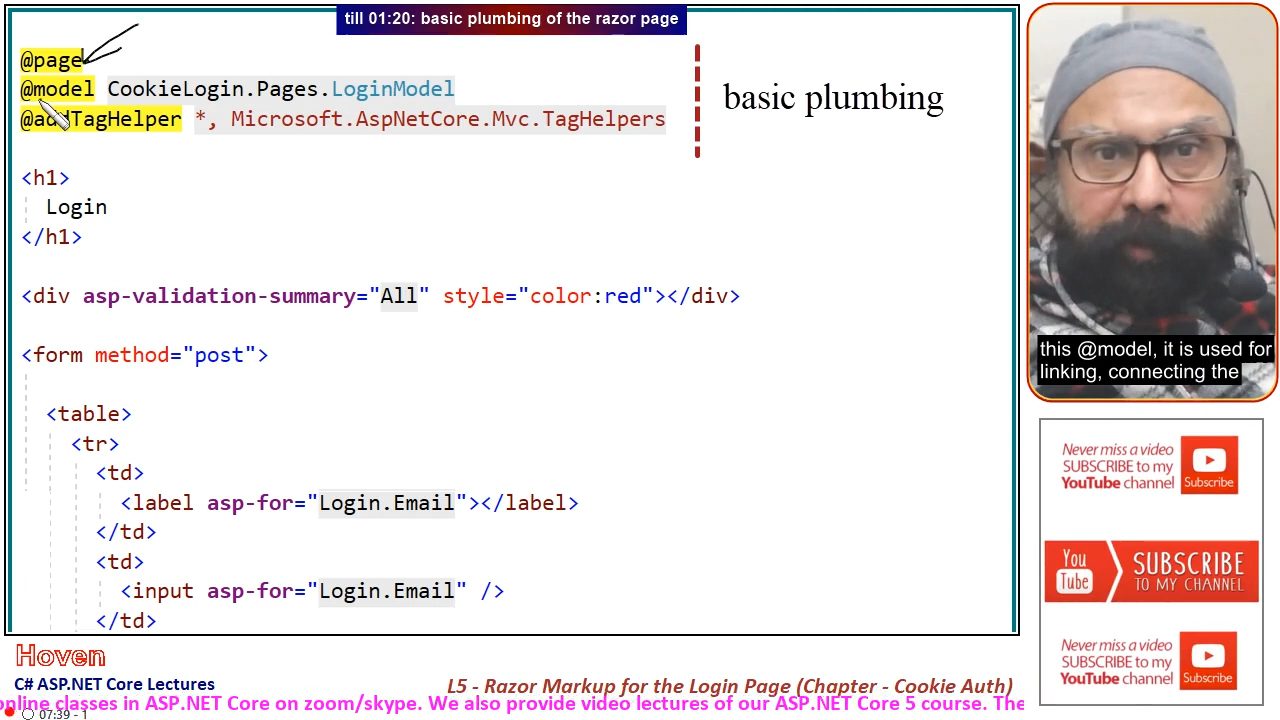 till 01:20: basic plumbing of the razor page
@page
@model CookieLogin.Pages.LoginModel
@addTagHelper *, Microsoft.AspNetCore.Mvc.TagHelpers
basic plumbing
<h1>
Login
</h1>
<div asp-validation-summary="All" style="color:red"></div>
<form method="post">
<table>
<tr>
<td>
<label asp-for="Login.Email"></label>
</td>
<td>
<input asp-for="Login.Email" />
</td>
this @model, it is used for
linking, connecting the
Never miss a video
SUBSCRIBE to my
YouTube channel
Subscribe
You
Tube
SUBSCRIBE
TO MY CHANNEL
Never miss a video
SUBSCRIBE to my
YouTube channel
Subscribe
Hoven
C# ASP.NET Core Lectures
L5 - Razor Markup for the Login Page (Chapter - Cookie Auth)
online classes in ASP.NET Core on zoom/skype. We also provide video lectures of our ASP.NET Core 5 course. The
07:39 - 1